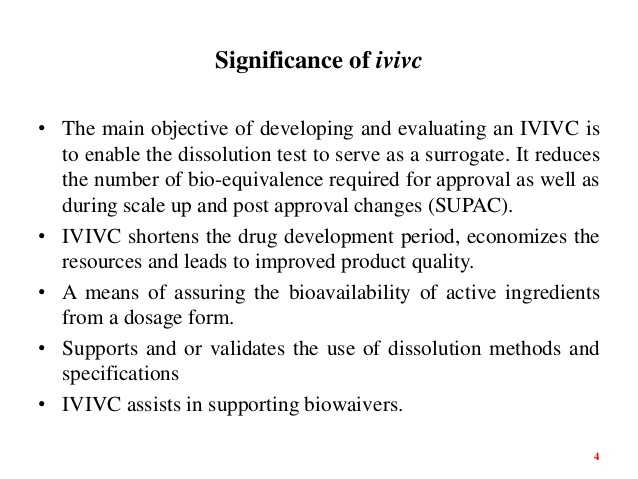 Significance of ivivc
• The main objective of developing and evaluating an IVIVC is
to enable the dissolution test to serve as a surrogate. It reduces
the number of bio-equivalence required for approval as well as
during scale up and post approval changes (SUPAC).
• IVIVC shortens the drug development period, economizes the
resources and leads to improved product quality.
• A means of assuring the bioavailability of active ingredients
from a dosage form.
• Supports and or validates the use of dissolution methods and
specifications
• IVIVC assists in supporting biowaivers.
4